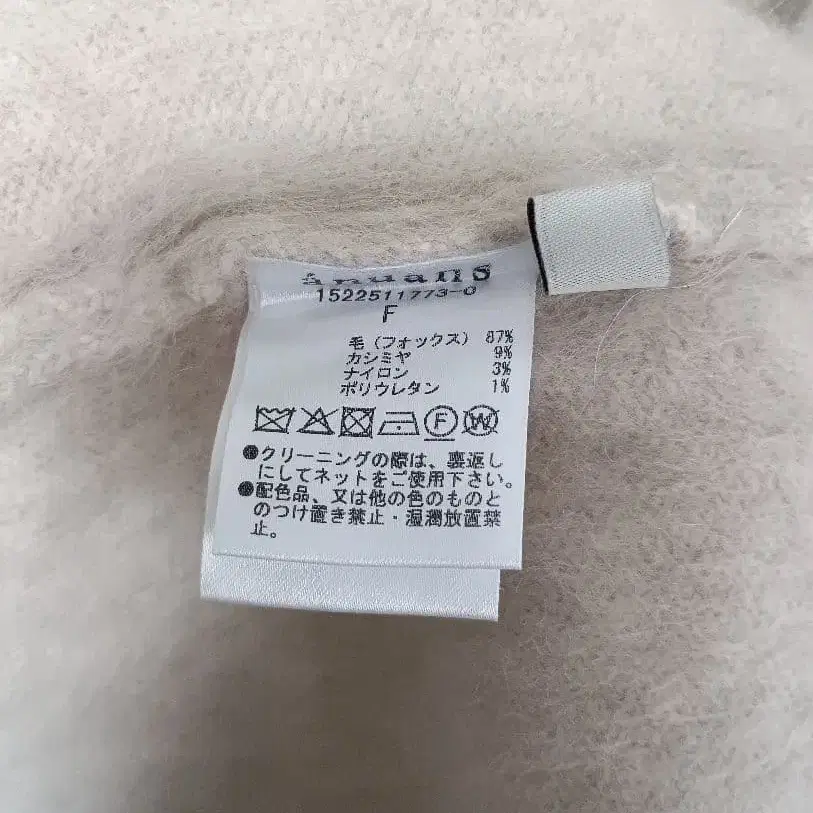 anuans
1522511773-0
F
毛（フォックス） 87%
カシミヤ 9%
ナイロン 3%
ポリウレタン 1%
F W
●クリーニングの際は、裏返し
にしてネットをご使用下さい。
●配色品、又は他の色のものと
のつけ置き禁止・湿潤放置禁
止。